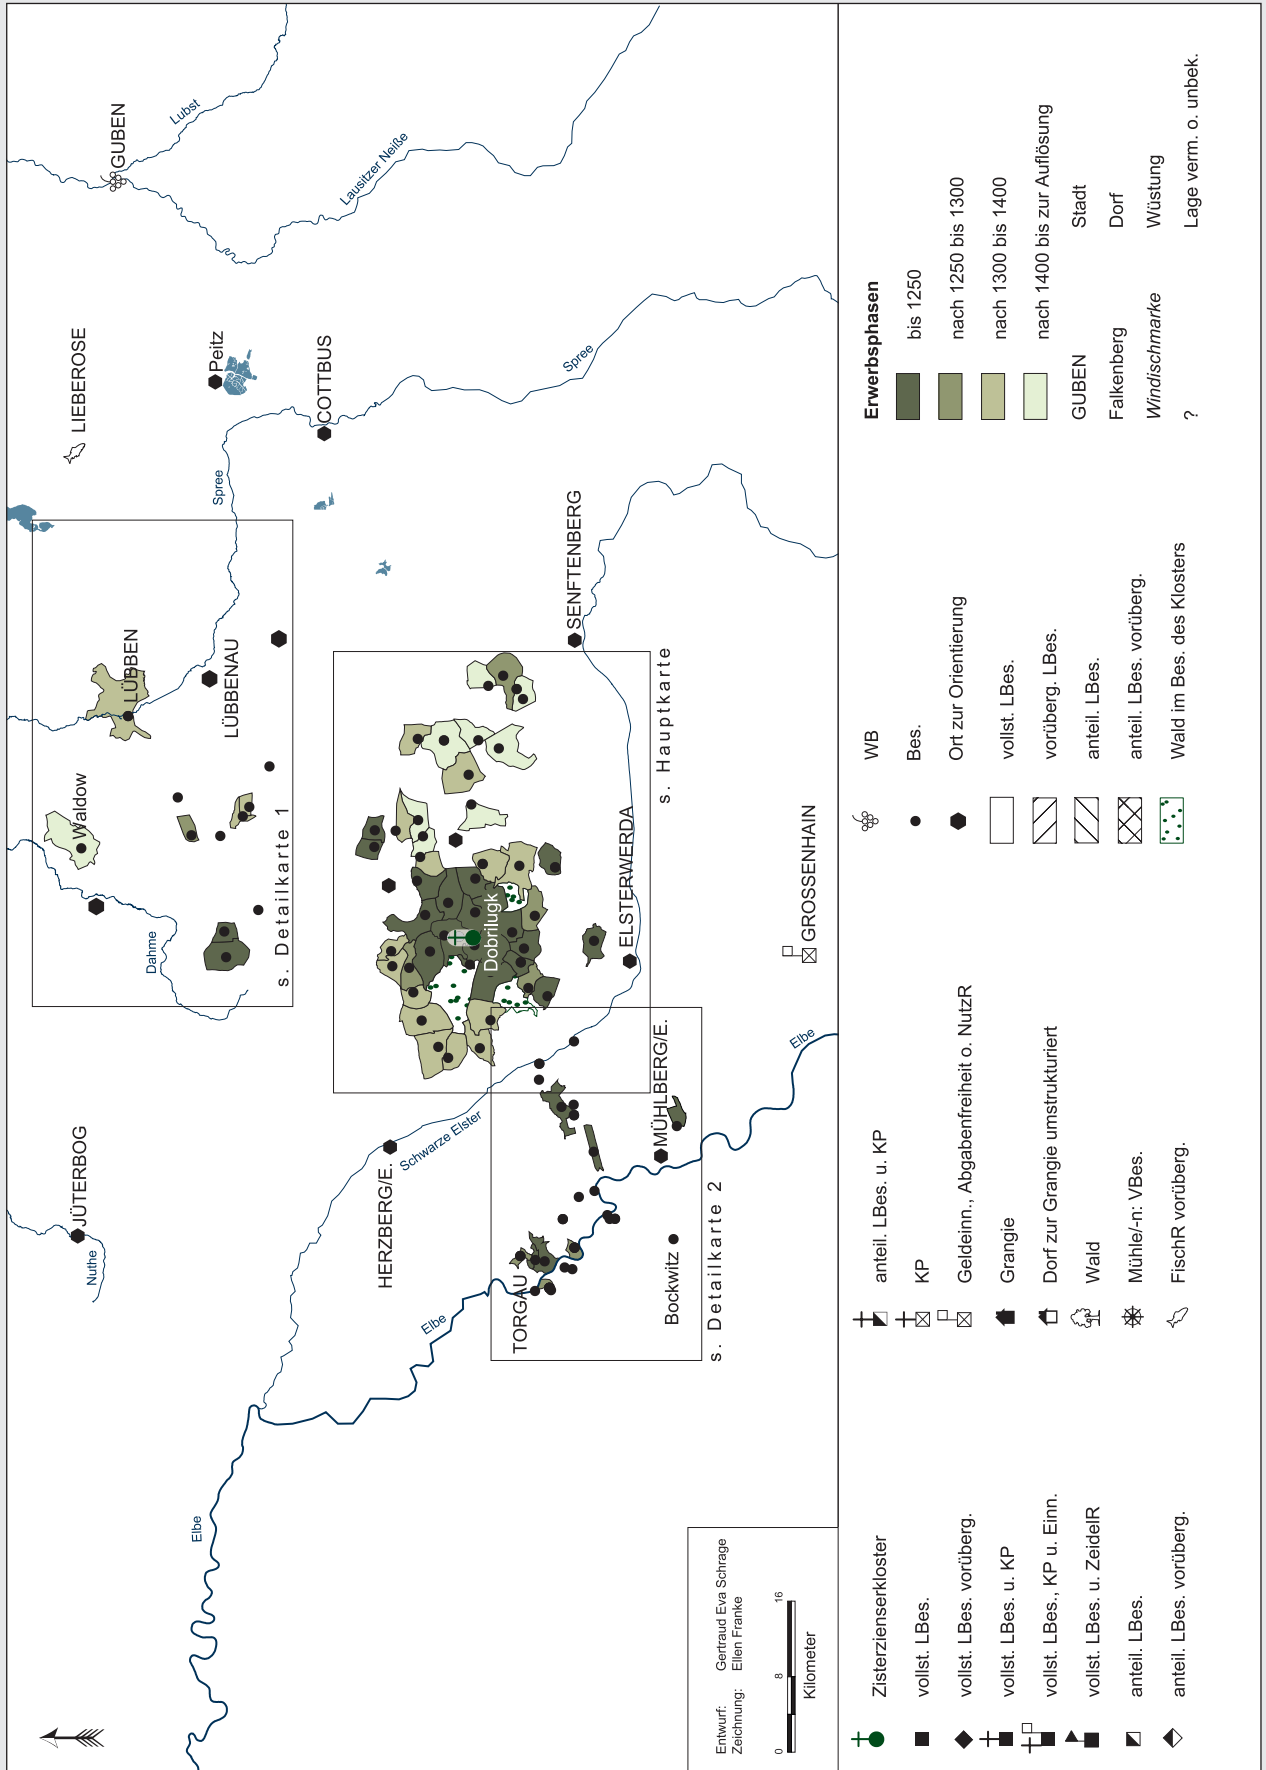 JÜTERBOG
Nuthe
Dahme
Waldow
LÜBBEN
LÜBBENAU
s. Detailkarte 1
LIEBEROSE
Peitz
COTTBUS
Spree
GUBEN
Lubst
Lausitzer Neiße
Spree
Elbe
Elbe
HERZBERG/E.
Schwarze Elster
Dobrilugk
SENFTENBERG
s. Hauptkarte
ELSTERWERDA
TORGAU
MÜHLBERG/E.
Bockwitz
s. Detailkarte 2
Elbe
GROSSENHAIN
Entwurf: Gertraud Eva Schrage
Zeichnung: Ellen Franke
0 8 16
Kilometer
Zisterzienserkloster
vollst. LBes.
vollst. LBes. vorüberg.
vollst. LBes. u. KP
vollst. LBes., KP u. Einn.
vollst. LBes. u. ZeidelR
anteil. LBes.
anteil. LBes. vorüberg.
anteil. LBes. u. KP
KP
Geldeinn., Abgabenfreiheit o. NutzR
Grangie
Dorf zur Grangie umstrukturiert
Wald
Mühle/-n: VBes.
FischR vorüberg.
WB
Bes.
Ort zur Orientierung
vollst. LBes.
vorüberg. LBes.
anteil. LBes.
anteil. LBes. vorüberg.
Wald im Bes. des Klosters
Erwerbsphasen
bis 1250
nach 1250 bis 1300
nach 1300 bis 1400
nach 1400 bis zur Auflösung
GUBEN Stadt
Falkenberg Dorf
Windischmarke Wüstung
? Lage verm. o. unbek.